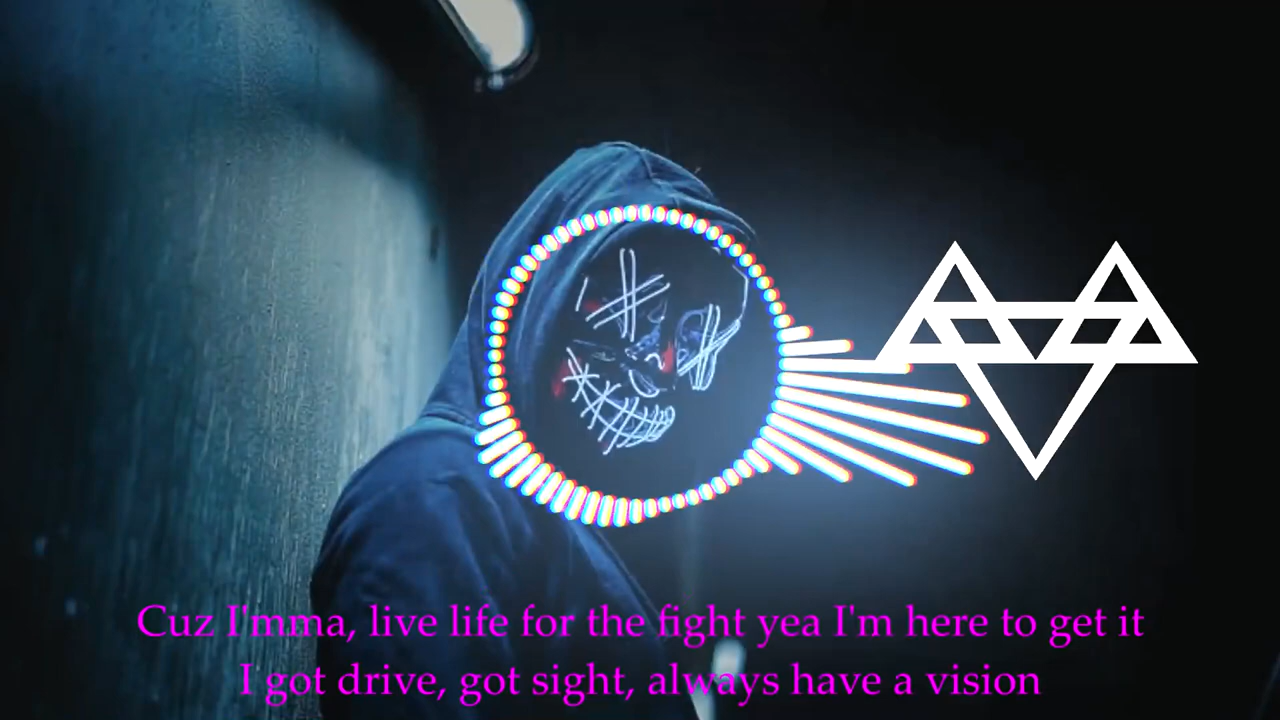 Cuz I'mma, live life for the fight yea I'm here to get it
I got drive, got sight, always have a vision